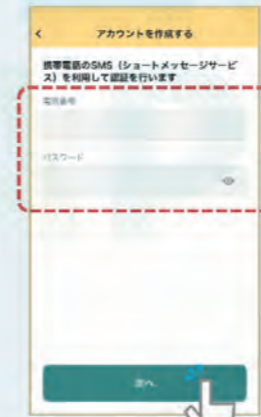 アカウントを作成する
携帯電話のSMS（ショートメッセージサービ
ス）を利用して認証を行います
電話番号
パスワード
次へ